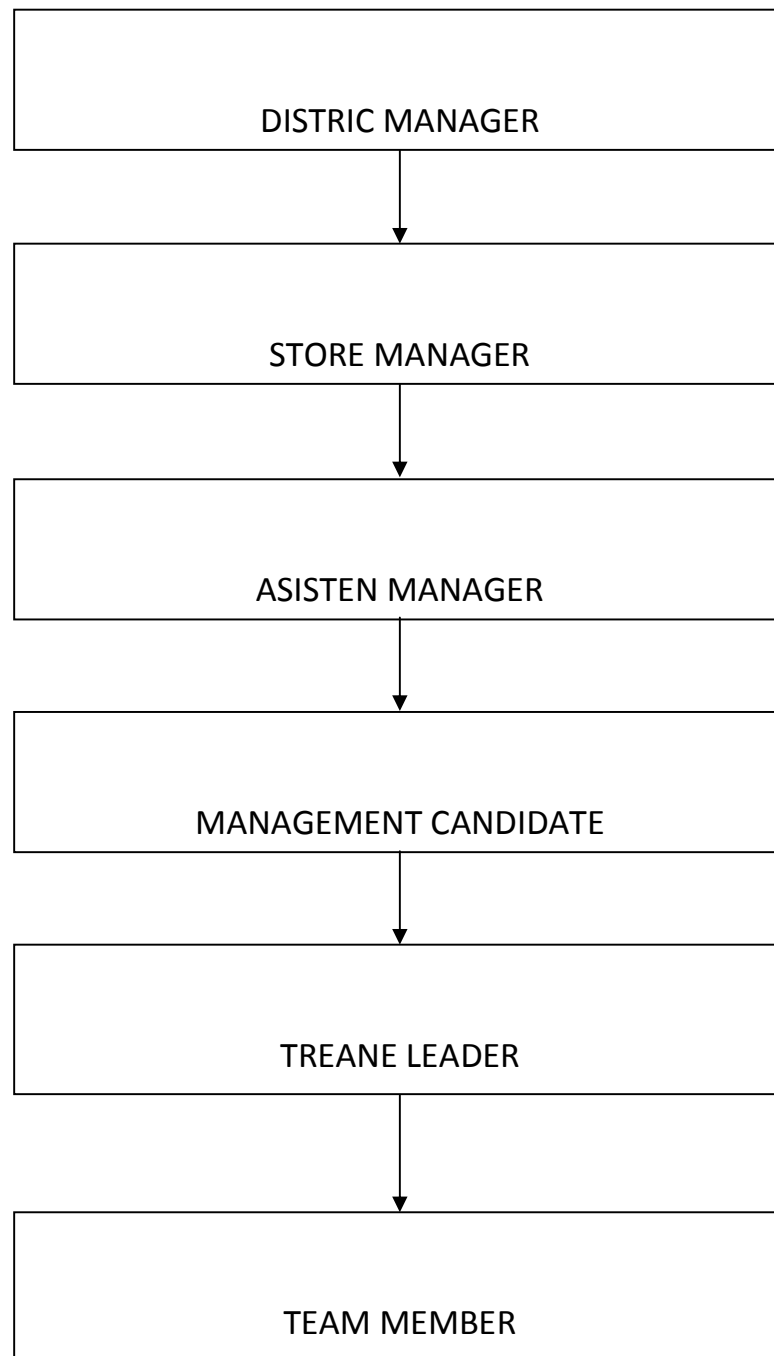 DISTRIC MANAGER
STORE MANAGER
ASISTEN MANAGER
MANAGEMENT CANDIDATE
TREANE LEADER
TEAM MEMBER